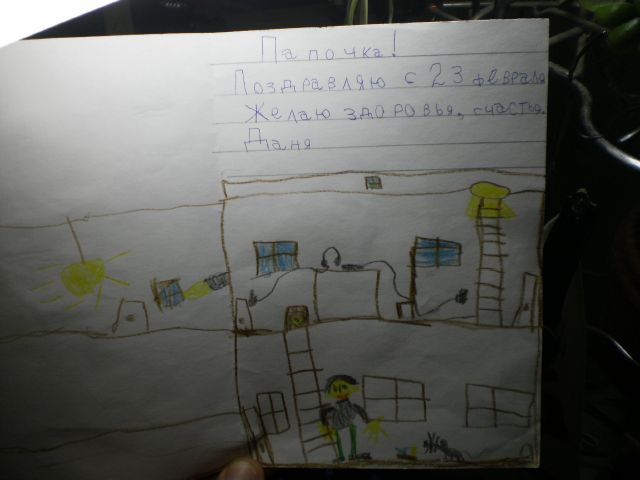 Папочка!
Поздравляю с 23 февраля
Желаю здоровья, счастья.
Даня